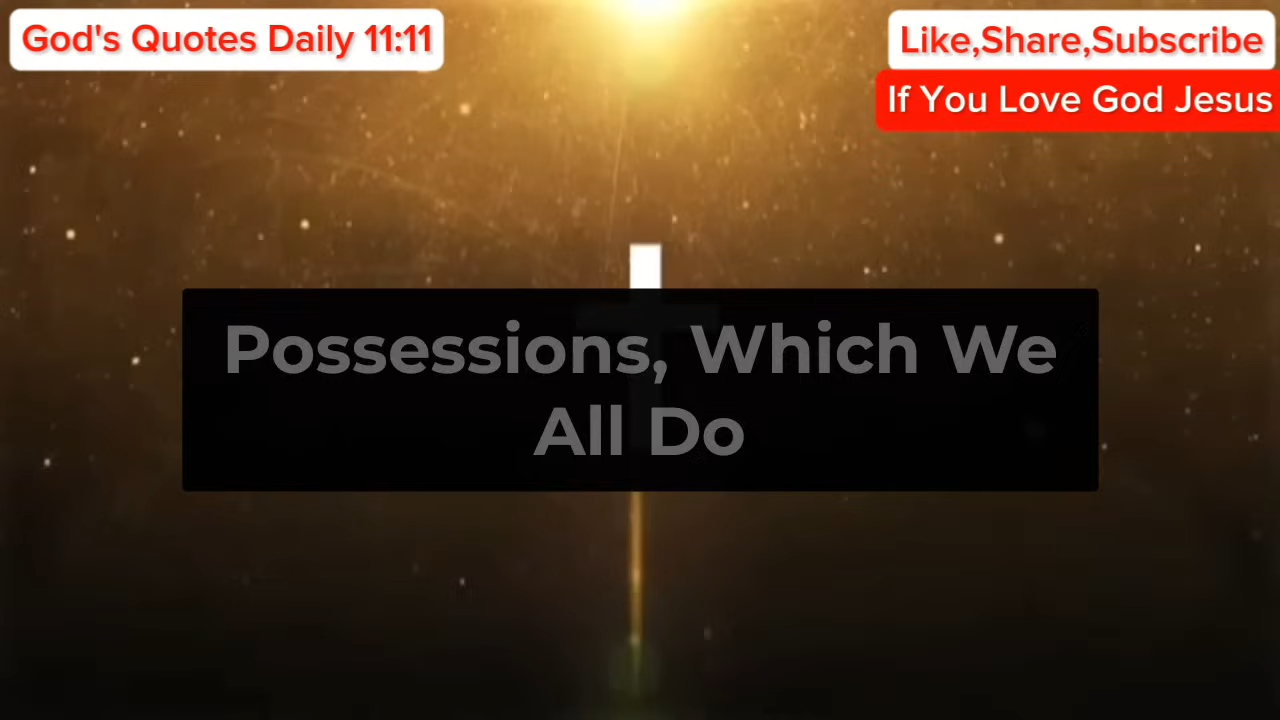 God's Quotes Daily 11:11
Like,Share,Subscribe
If You Love God Jesus
Possessions, Which We
All Do